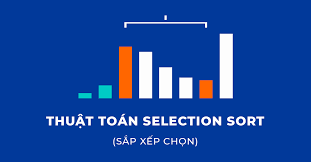 THUẬT TOÁN SELECTION SORT
(SẮP XẾP CHỌN)